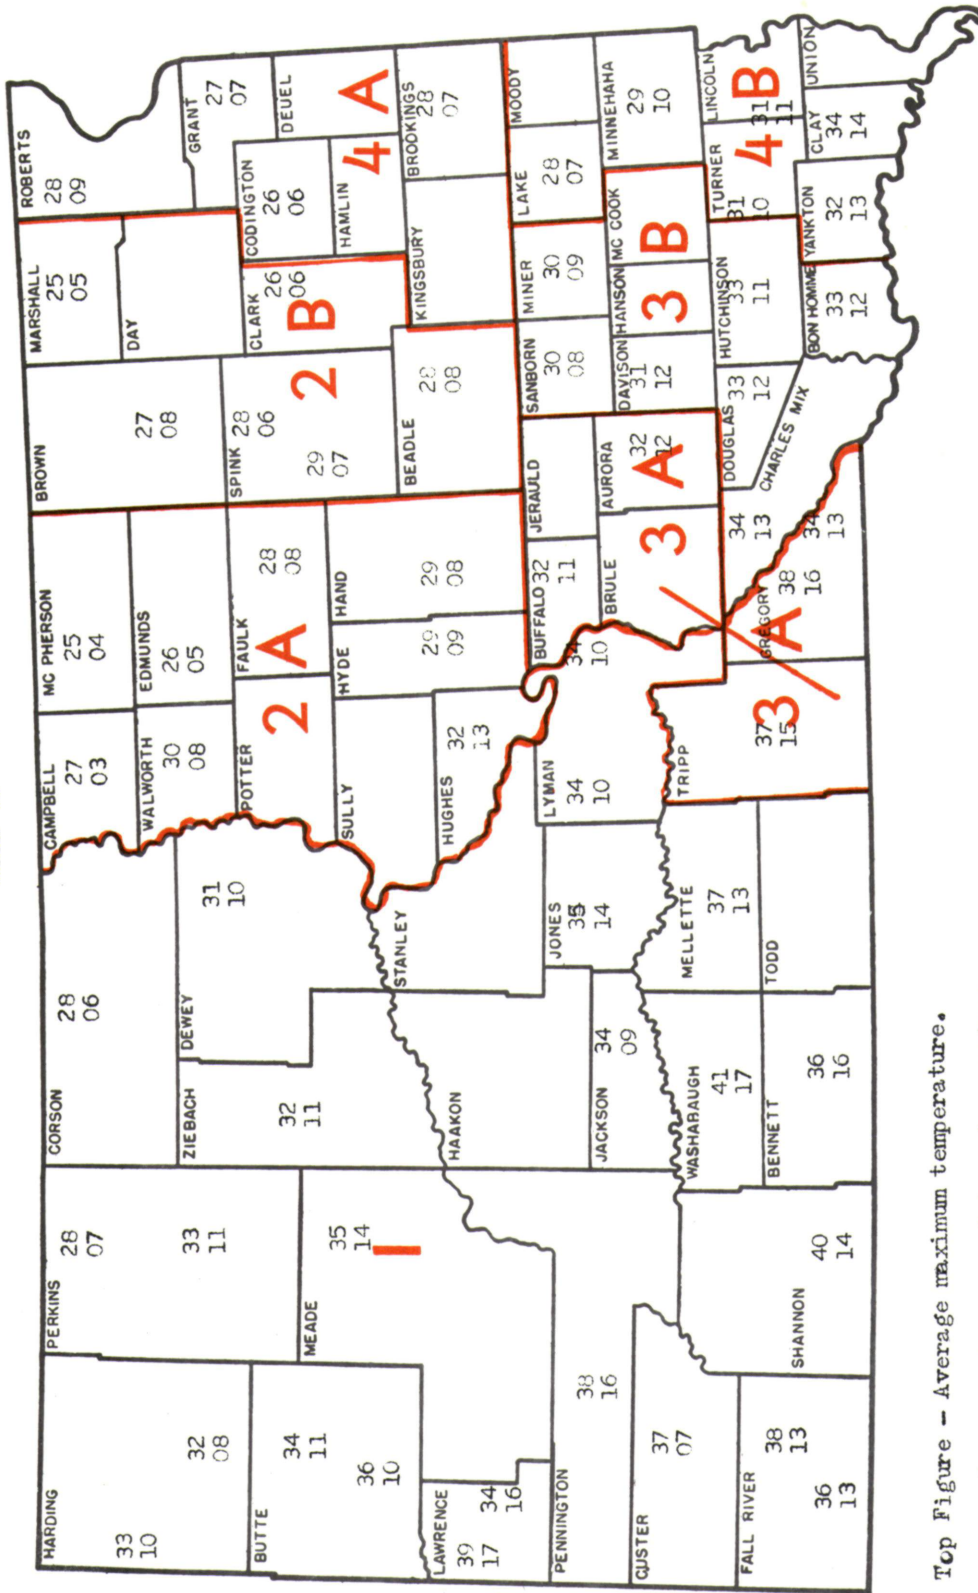 HARDING
33
10
32
08
PERKINS
28
07
33
11
CORSON
28
06
CAMPBELL
27
03
MC PHERSON
25
04
BROWN
27
08
MARSHALL
25
05
ROBERTS
28
09
DAY
GRANT
27
07
WALWORTH
30
08
EDMUNDS
26
05
DEWEY
31
10
ZIEBACH
32
11
BUTTE
34
11
36
10
MEADE
35
14
1
POTTER
2 A
FAULK
28
08
SPINK
28
06
29
07
2 B
CLARK
26
06
CODINGTON
26
06
HAMLIN
DEUEL
4 A
SULLY
HYDE
29
09
HAND
29
08
BEADLE
28
08
KINGSBURY
BROOKINGS
28
07
LAWRENCE
39
17
34
16
HAAKON
STANLEY
HUGHES
32
13
PENNINGTON
38
16
JACKSON
34
09
JONES
35
14
LYMAN
34
10
34
10
BUFFALO
32
11
JERAULD
SANBORN
30
08
MINER
30
09
LAKE
28
07
MOODY
BRULE
3 A
AURORA
32
12
DAVISON
31
12
HANSON
3 B
MC COOK
MINNEHAHA
29
10
CUSTER
37
07
WASHABAUGH
41
17
MELLETTE
37
13
TRIPP
37
15
3 A
GREGORY
38
16
34
13
34
13
CHARLES MIX
DOUGLAS
33
12
HUTCHINSON
33
11
TURNER
31
10
4 B
LINCOLN
31
11
FALL RIVER
38
13
36
13
SHANNON
40
14
BENNETT
36
16
TODD
BON HOMME
33
12
YANKTON
32
13
CLAY
34
14
UNION
Top Figure - Average maximum temperature.